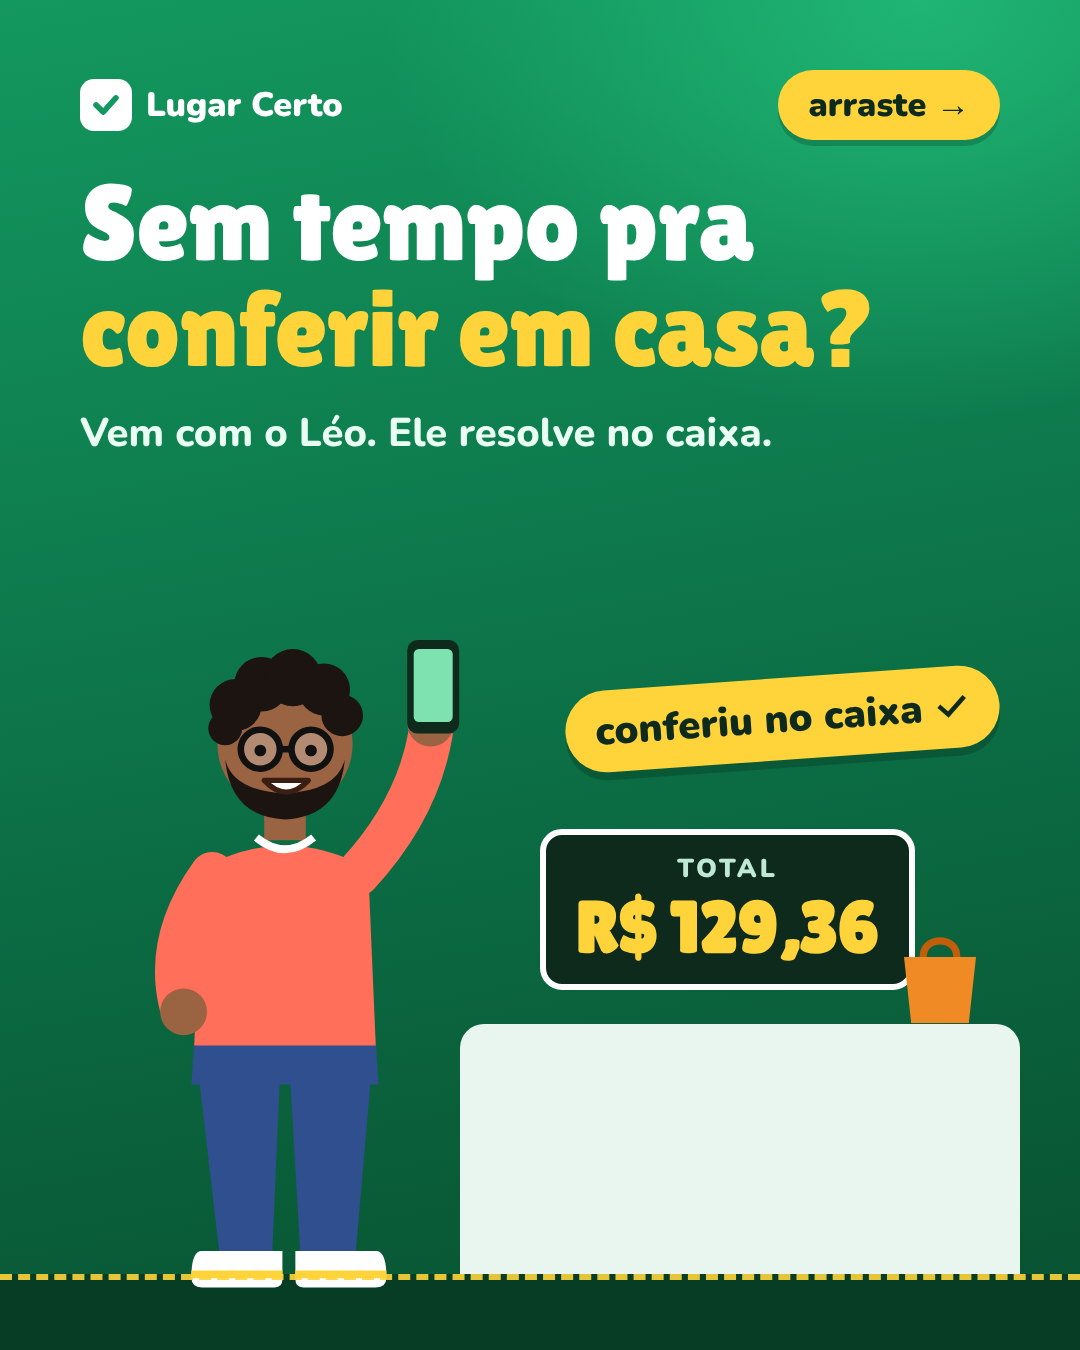 Lugar Certo
arraste →
Sem tempo pra
conferir em casa?
Vem com o Léo. Ele resolve no caixa.
conferiu no caixa ✓
TOTAL
R$ 129,36